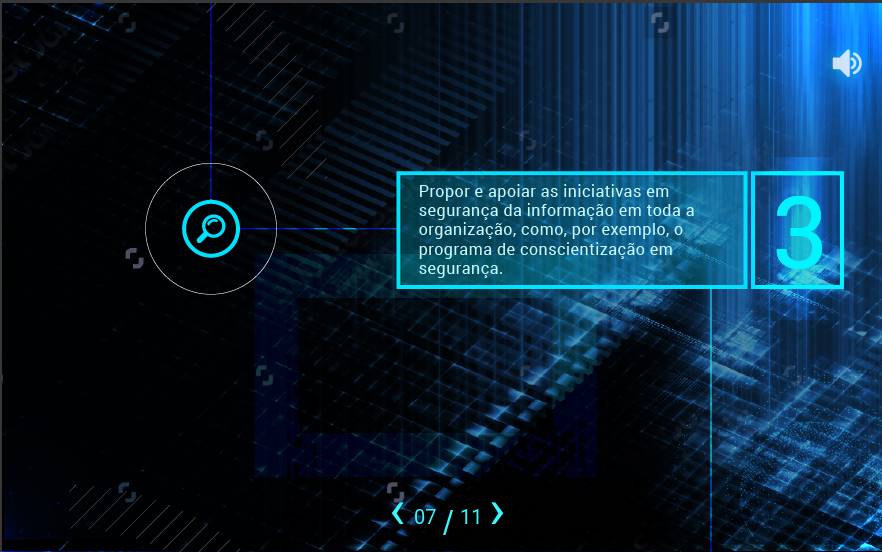 Propor e apoiar as iniciativas em
segurança da informação em toda a
organização, como, por exemplo, o
programa de conscientização em
segurança.
3
07 / 11